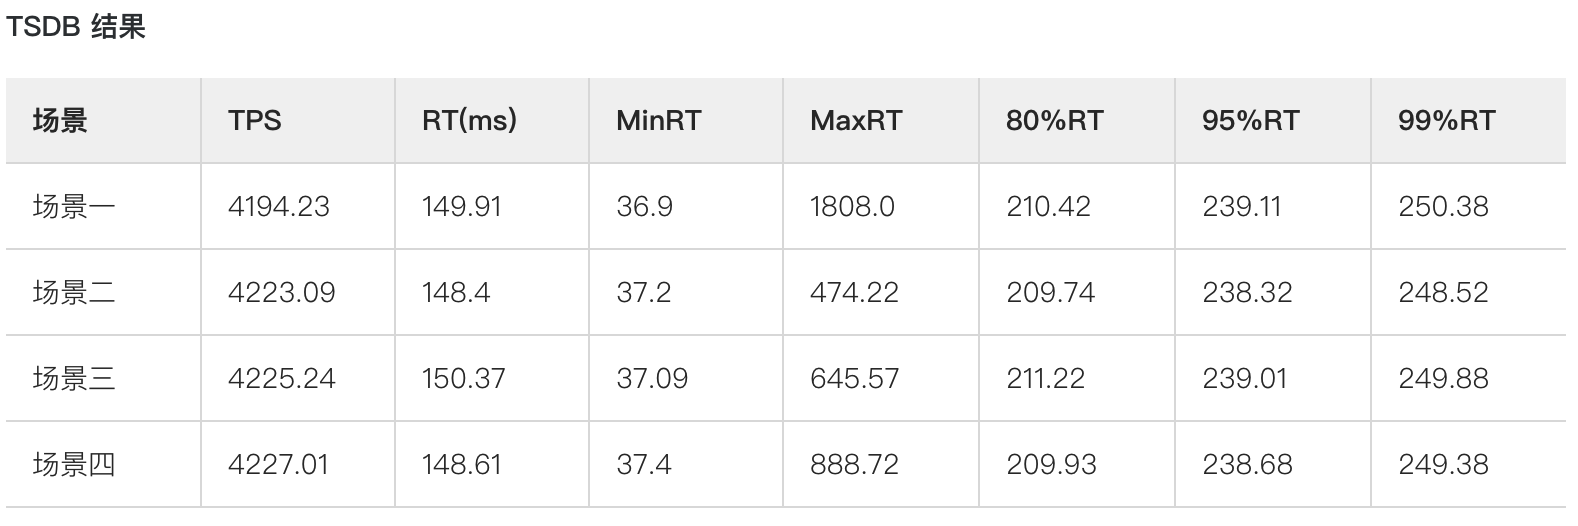 TSDB 结果
场景 TPS RT(ms) MinRT MaxRT 80%RT 95%RT 99%RT
场景一 4194.23 149.91 36.9 1808.0 210.42 239.11 250.38
场景二 4223.09 148.4 37.2 474.22 209.74 238.32 248.52
场景三 4225.24 150.37 37.09 645.57 211.22 239.01 249.88
场景四 4227.01 148.61 37.4 888.72 209.93 238.68 249.38